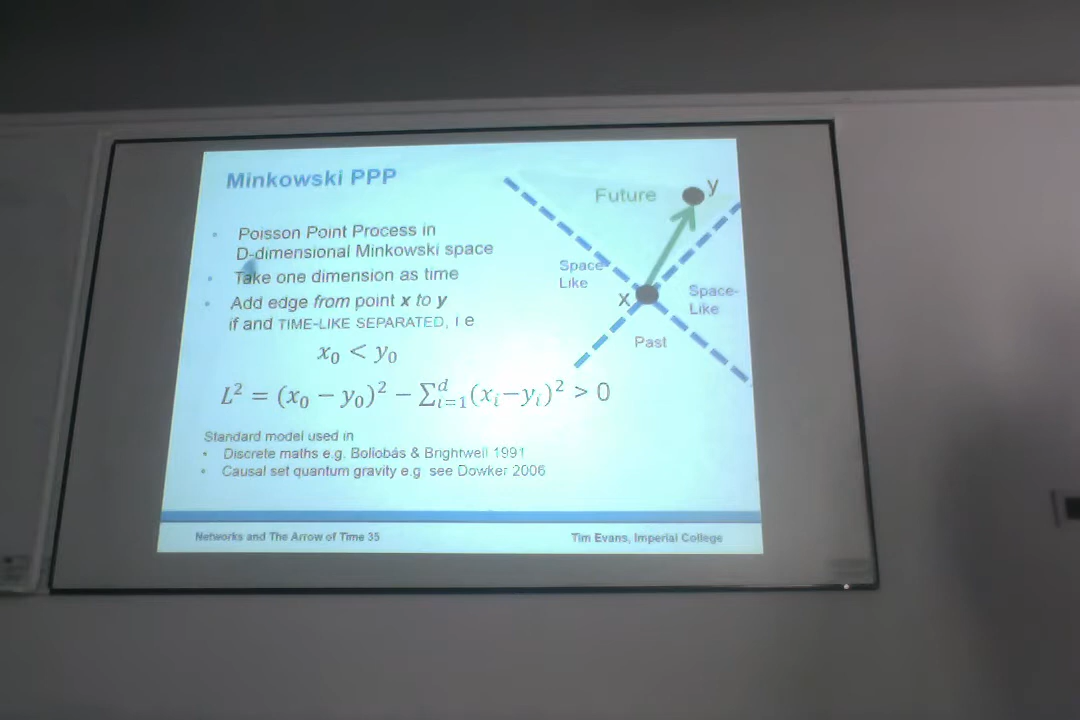 Minkowski PPP
• Poisson Point Process in
D-dimensional Minkowski space
• Take one dimension as time
• Add edge from point x to y
if and TIME-LIKE SEPARATED, i e
x₀ < y₀
L² = (x₀ − y₀)² − ∑ᵢ₌₁ᵈ(xᵢ−yᵢ)² > 0
Standard model used in
• Discrete maths e.g. Bollobás & Brightwell 1991
• Causal set quantum gravity e.g see Dowker 2006
Future
y
Space-
Like
x
Space-
Like
Past
Networks and The Arrow of Time 35
Tim Evans, Imperial College